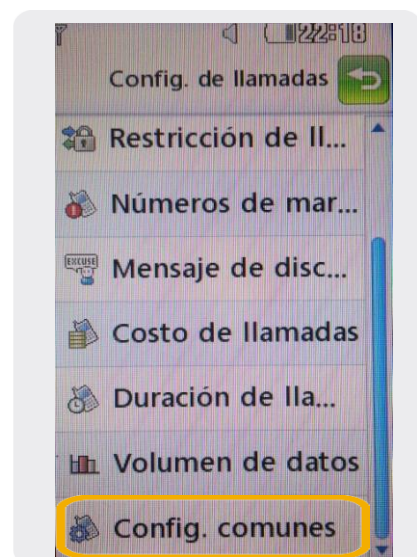 22:18
Config. de llamadas
Restricción de ll...
Números de mar...
EXCUSE
Mensaje de disc...
Costo de llamadas
Duración de lla...
Volumen de datos
Config. comunes